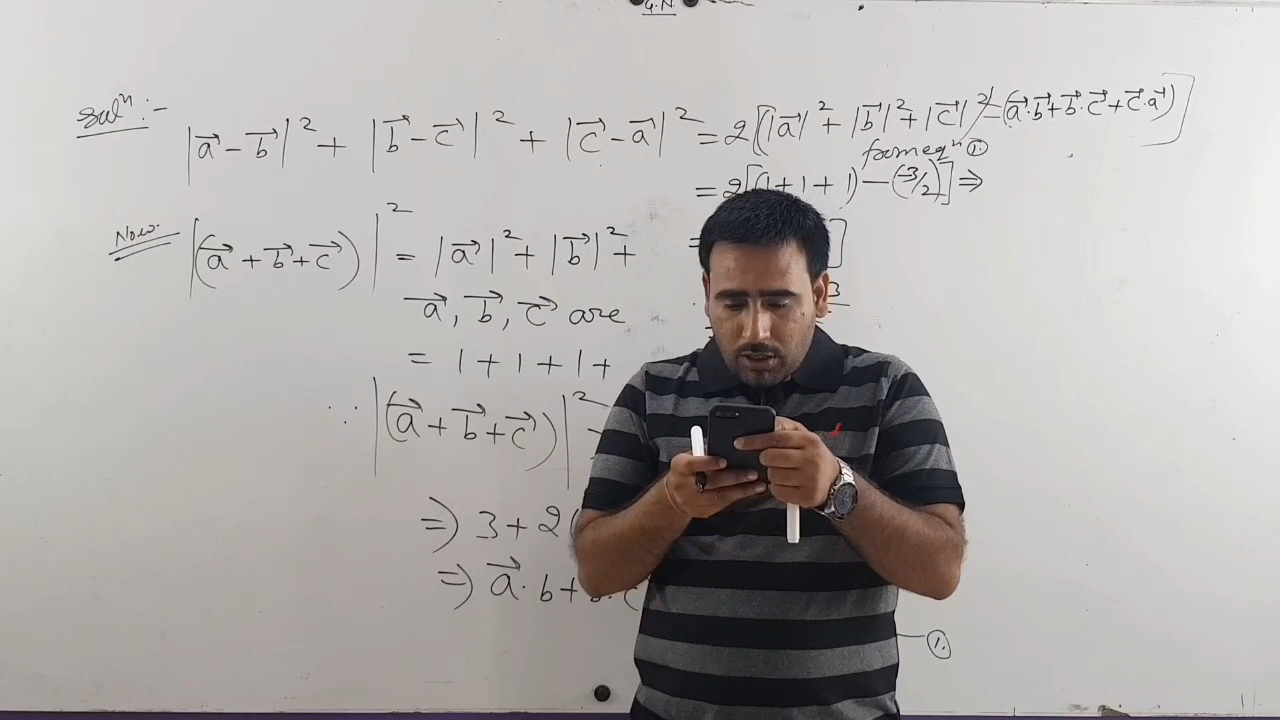 G.N.
Solⁿ :-
|a⃗ - b⃗|² + |b⃗ - c⃗|² + |c⃗ - a⃗|² = 2[|a⃗|² + |b⃗|² + |c⃗|² - (a⃗·b⃗ + b⃗·c⃗ + c⃗·a⃗)]
from eqⁿ ①
= 2[(1 + 1 + 1) - (-3/2)] ⇒
Now. |(a⃗ + b⃗ + c⃗)|² = |a⃗|² + |b⃗|² + = ]
a⃗, b⃗, c⃗ are 3
= 1 + 1 + 1 +
∵ |(a⃗ + b⃗ + c⃗)|²
⇒ 3 + 2(
⇒ a⃗·b + b·c
— ①